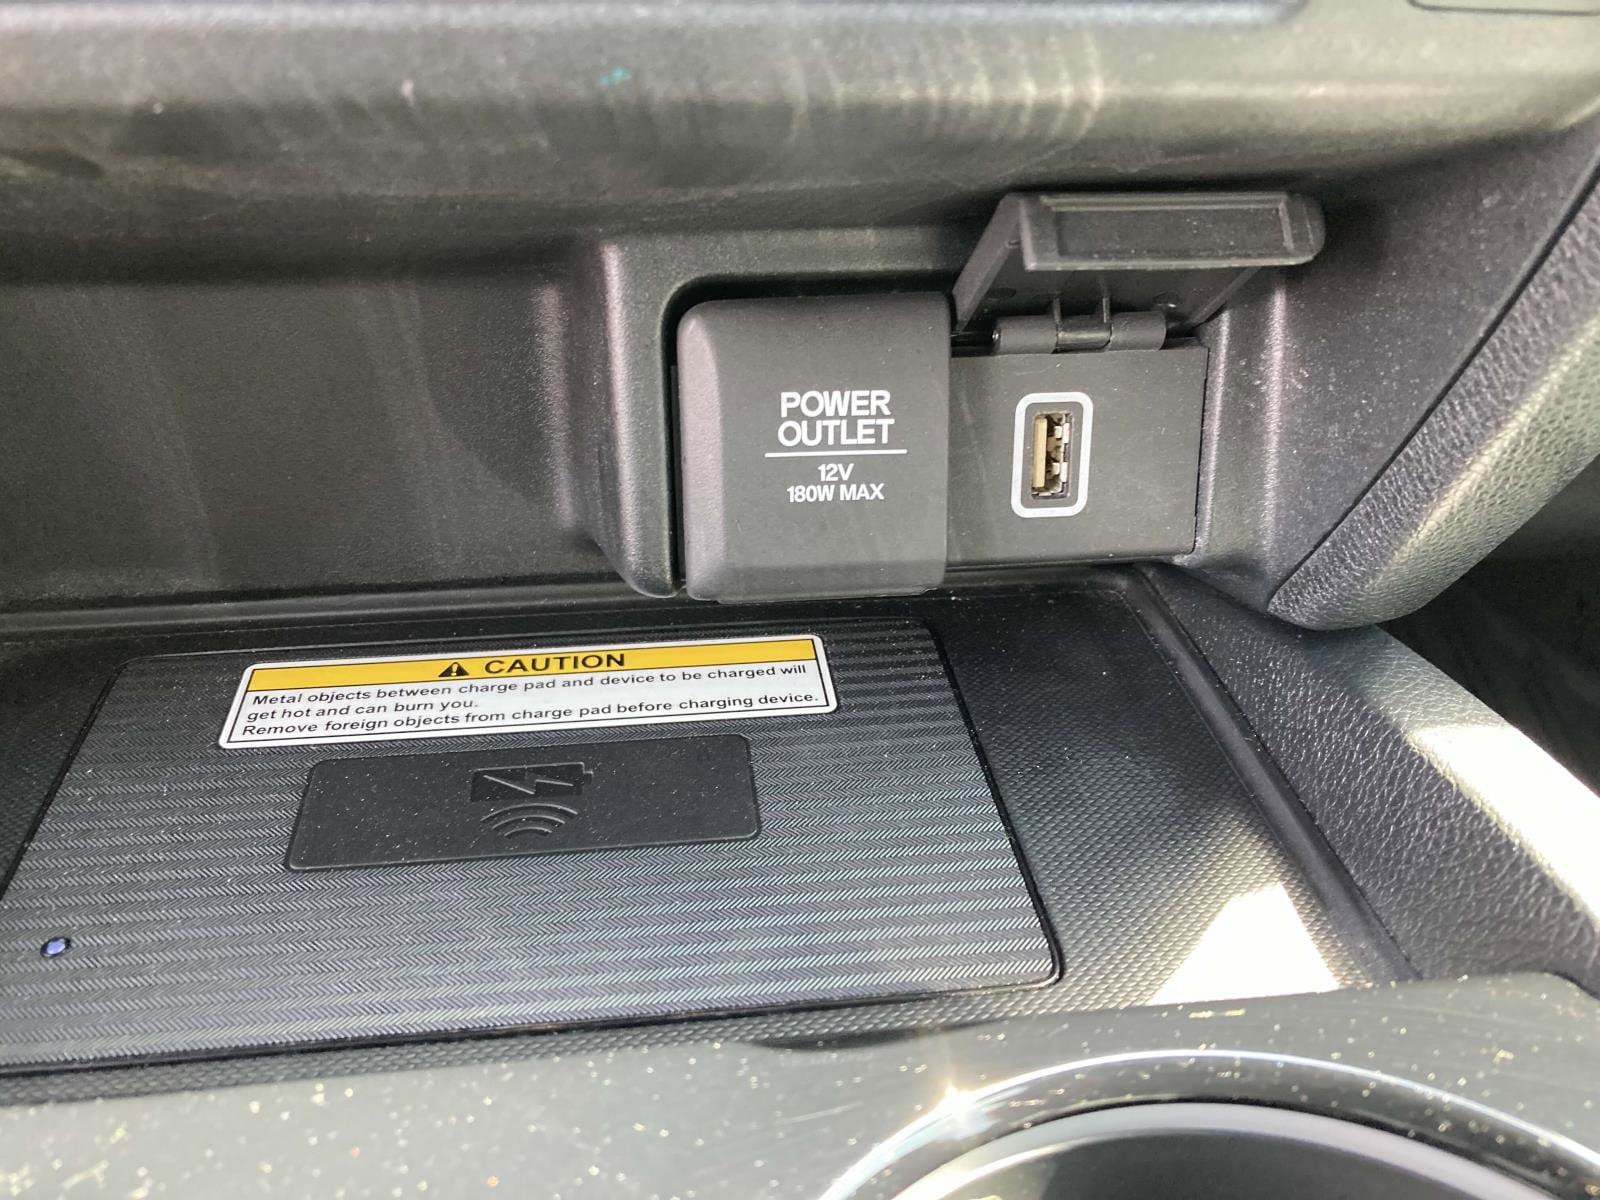 POWER
OUTLET
12V
180W MAX
CAUTION
Metal objects between charge pad and device to be charged will
get hot and can burn you.
Remove foreign objects from charge pad before charging device.